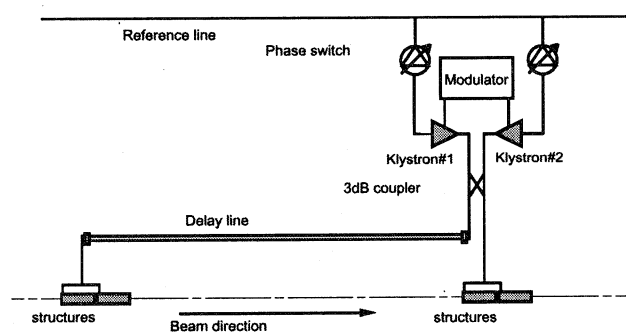 Reference line
Phase switch
Modulator
Klystron#1
Klystron#2
3dB coupler
Delay line
structures
structures
Beam direction